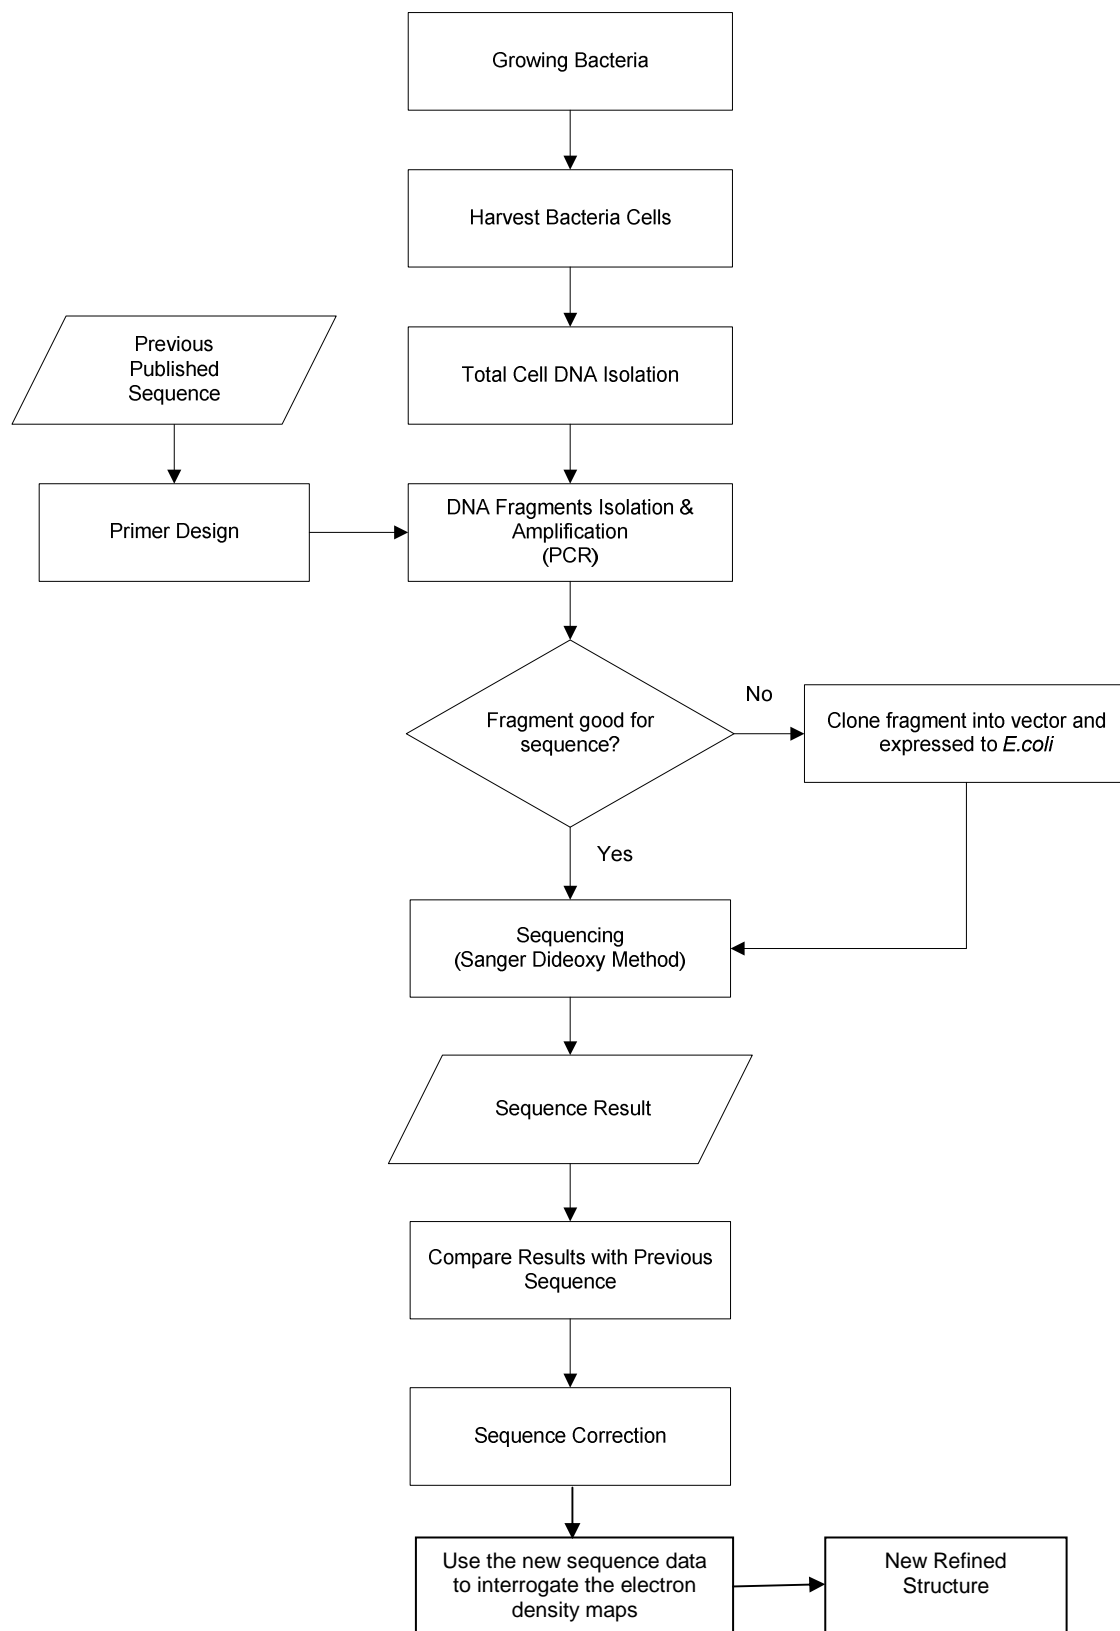 Growing Bacteria
Harvest Bacteria Cells
Previous
Published
Sequence
Total Cell DNA Isolation
Primer Design
DNA Fragments Isolation &
Amplification
(PCR)
Fragment good for
sequence?
No
Clone fragment into vector and
expressed to E.coli
Yes
Sequencing
(Sanger Dideoxy Method)
Sequence Result
Compare Results with Previous
Sequence
Sequence Correction
Use the new sequence data
to interrogate the electron
density maps
New Refined
Structure